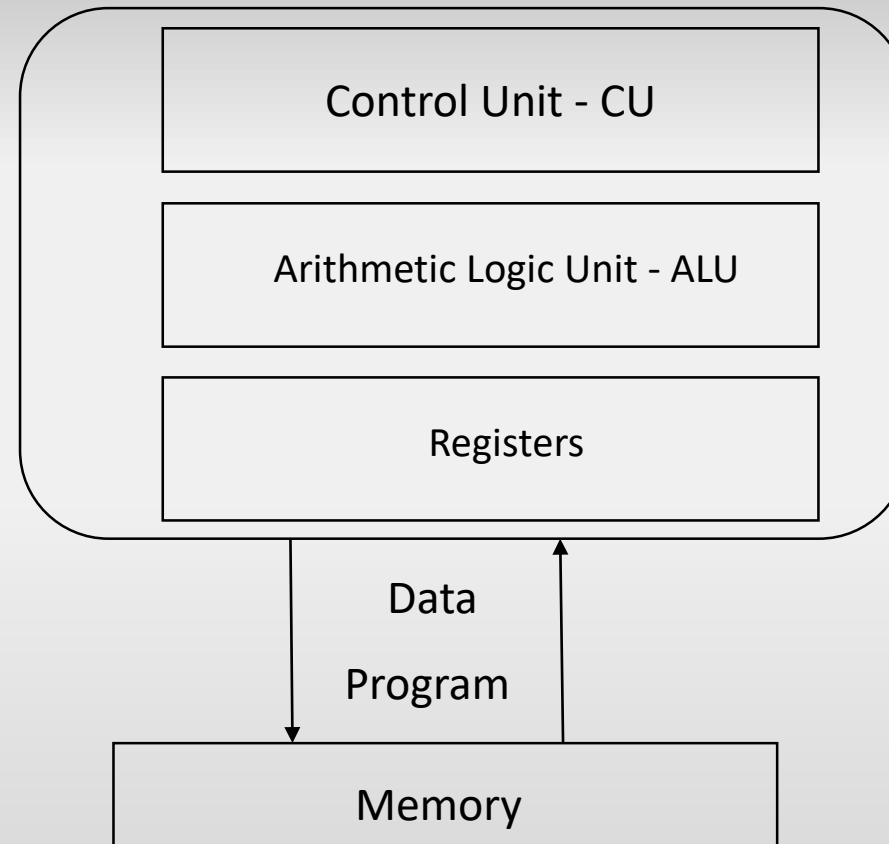 Control Unit - CU
Arithmetic Logic Unit - ALU
Registers
Data
Program
Memory